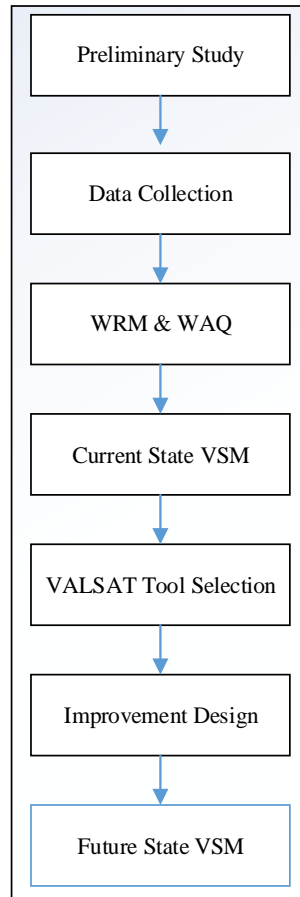 Preliminary Study
Data Collection
WRM & WAQ
Current State VSM
VALSAT Tool Selection
Improvement Design
Future State VSM